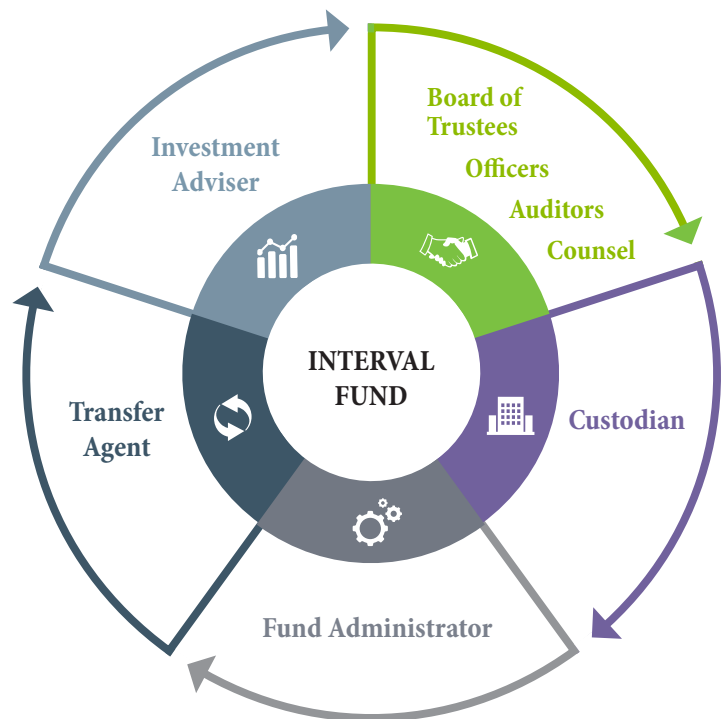 INTERVAL
FUND
Board of
Trustees
Officers
Auditors
Counsel
Custodian
Fund Administrator
Transfer
Agent
Investment
Adviser